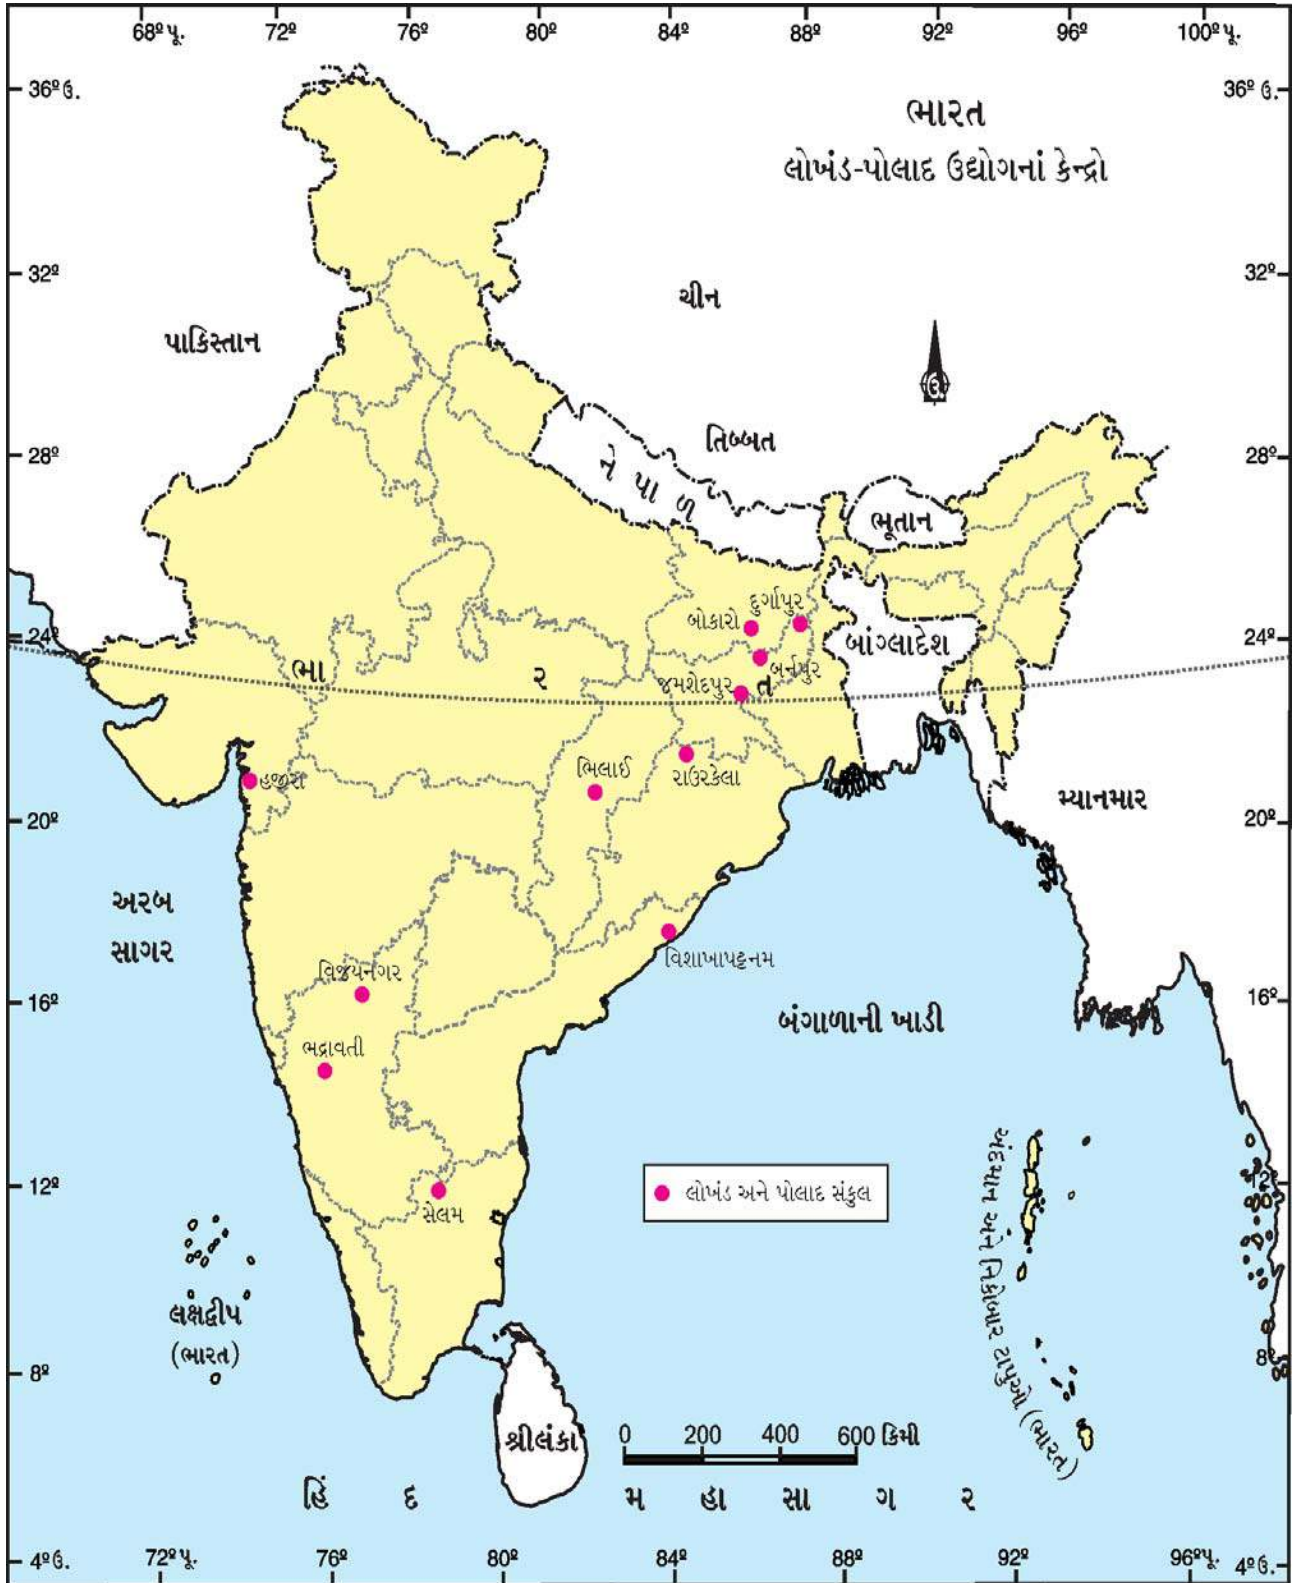 68º પૂ. 72º 76º 80º 84º 88º 92º 96º 100º પૂ.
36º ઉ. 36º ઉ.
ભારત
લોખંડ-પોલાદ ઉદ્યોગનાં કેન્દ્રો
32º 32º
ચીન
પાકિસ્તાન
ઉ
તિબ્બત
28º 28º
નેપાળ
ભૂતાન
દુર્ગાપુર
બોકારો
24º 24º
બાંગ્લાદેશ
બર્નપુર
ભા ર ત
જમશેદપુર
ભિલાઈ
રાઉરકેલા
હજીરા
મ્યાનમાર
20º 20º
અરબ
સાગર
વિશાખાપટ્ટનમ
વિજયનગર
16º 16º
બંગાળાની ખાડી
ભદ્રાવતી
12º 12º
લોખંડ અને પોલાદ સંકુલ
સેલમ
અંદમાન અને નિકોબાર ટાપુઓ (ભારત)
લક્ષદ્વીપ
(ભારત)
8º 8º
શ્રીલંકા
0 200 400 600 કિમી
હિં દ મ હા સા ગ ર
4º ઉ. 4º ઉ.
72º પૂ. 76º 80º 84º 88º 92º 96º પૂ.